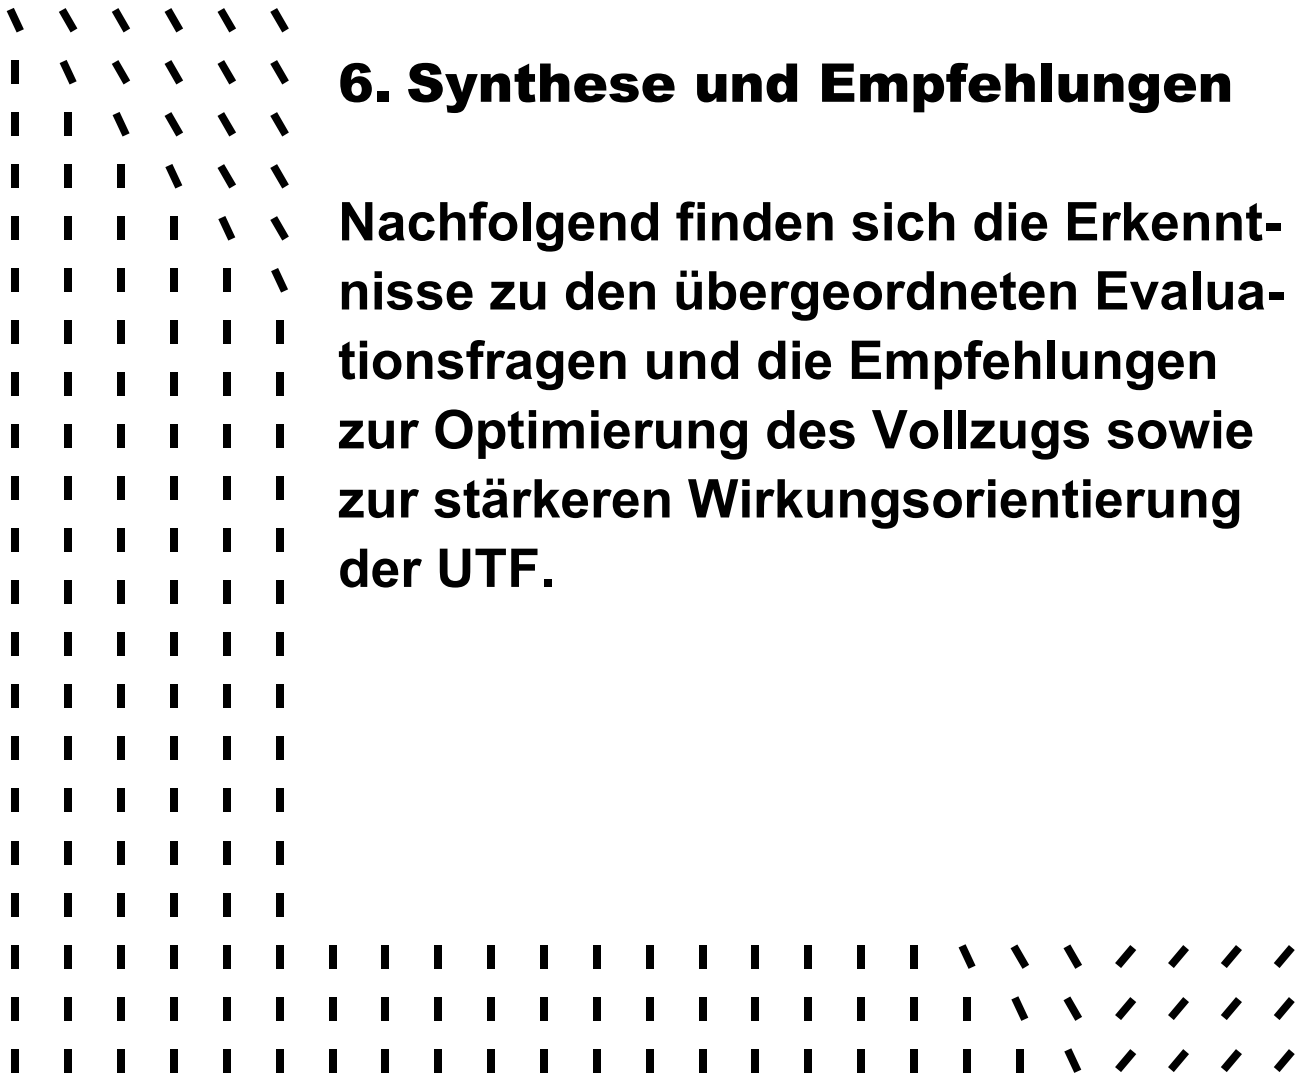 6. Synthese und Empfehlungen
Nachfolgend finden sich die Erkennt-
nisse zu den übergeordneten Evalua-
tionsfragen und die Empfehlungen
zur Optimierung des Vollzugs sowie
zur stärkeren Wirkungsorientierung
der UTF.